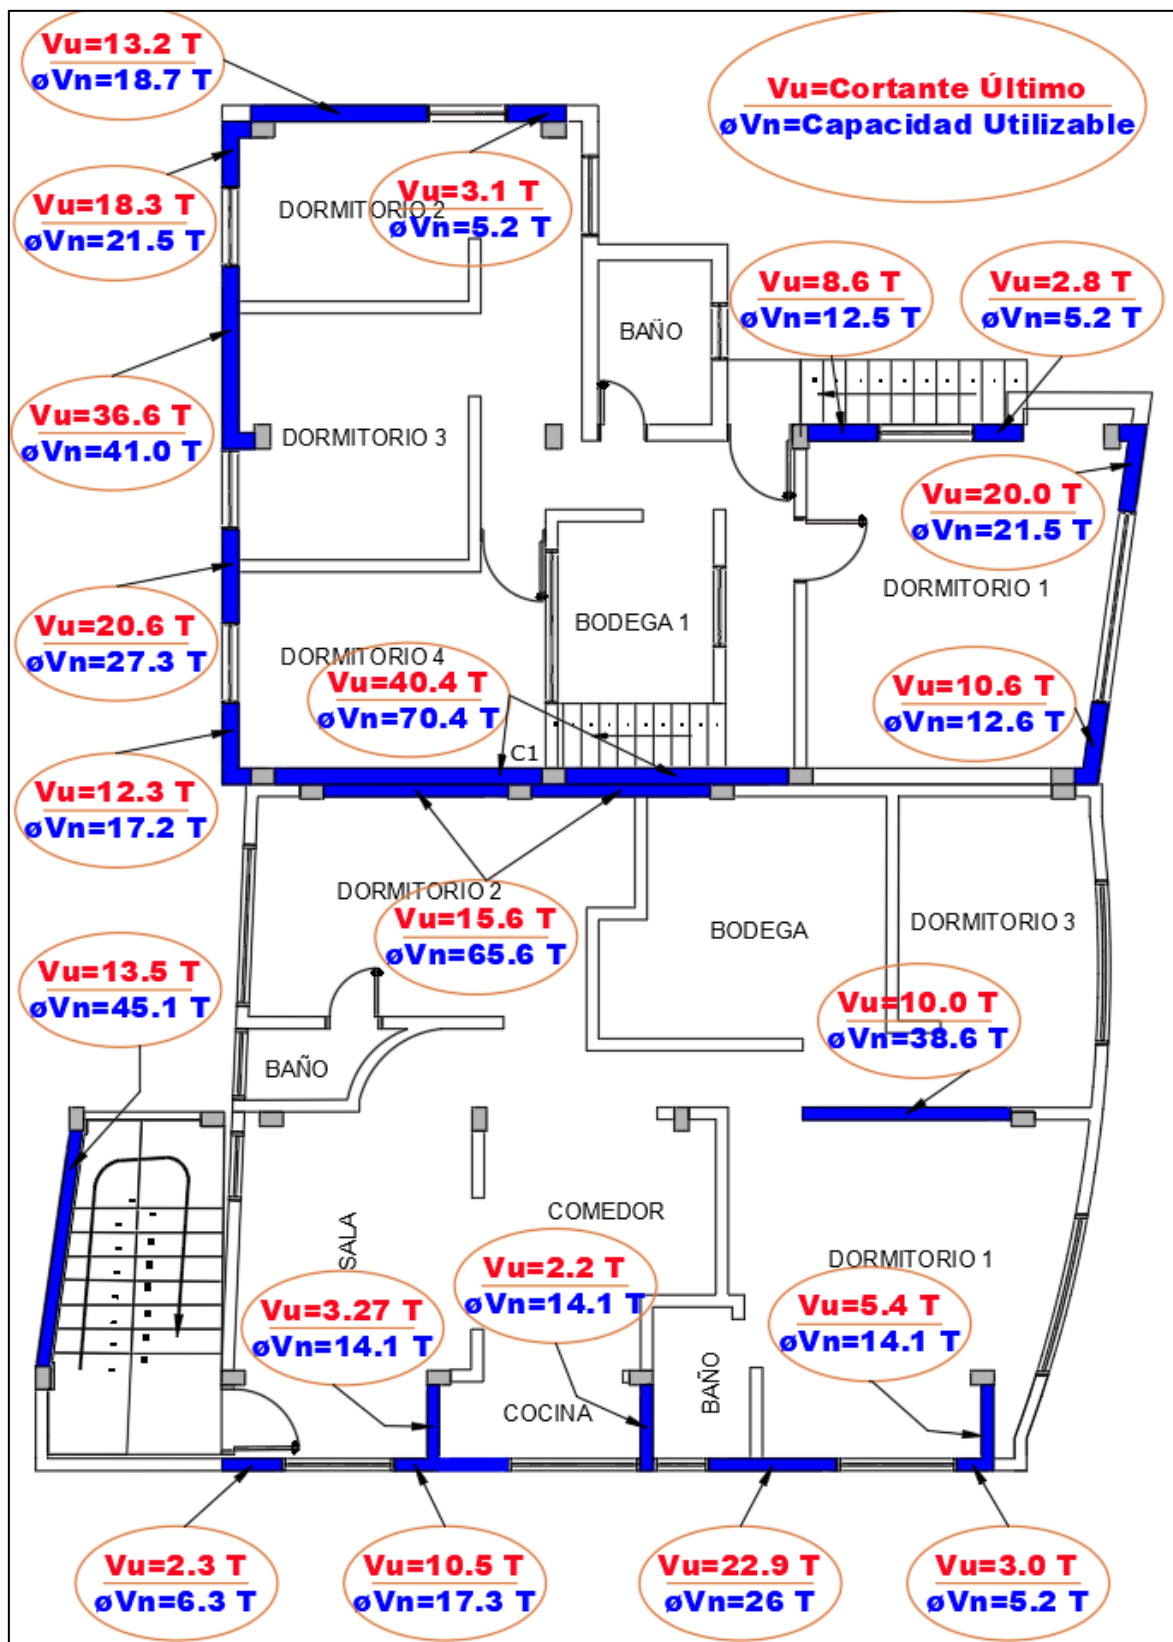 Vu=13.2 T
øVn=18.7 T
Vu=Cortante Último
øVn=Capacidad Utilizable
Vu=18.3 T
øVn=21.5 T
DORMITORIO 2
Vu=3.1 T
øVn=5.2 T
Vu=8.6 T
øVn=12.5 T
Vu=2.8 T
øVn=5.2 T
BAÑO
Vu=36.6 T
øVn=41.0 T
DORMITORIO 3
Vu=20.0 T
øVn=21.5 T
DORMITORIO 1
Vu=20.6 T
øVn=27.3 T
BODEGA 1
DORMITORIO 4
Vu=40.4 T
øVn=70.4 T
Vu=10.6 T
øVn=12.6 T
C1
Vu=12.3 T
øVn=17.2 T
DORMITORIO 2
Vu=15.6 T
øVn=65.6 T
BODEGA
DORMITORIO 3
Vu=13.5 T
øVn=45.1 T
Vu=10.0 T
øVn=38.6 T
BAÑO
SALA
COMEDOR
DORMITORIO 1
Vu=2.2 T
øVn=14.1 T
Vu=3.27 T
øVn=14.1 T
Vu=5.4 T
øVn=14.1 T
COCINA
BAÑO
Vu=2.3 T
øVn=6.3 T
Vu=10.5 T
øVn=17.3 T
Vu=22.9 T
øVn=26 T
Vu=3.0 T
øVn=5.2 T